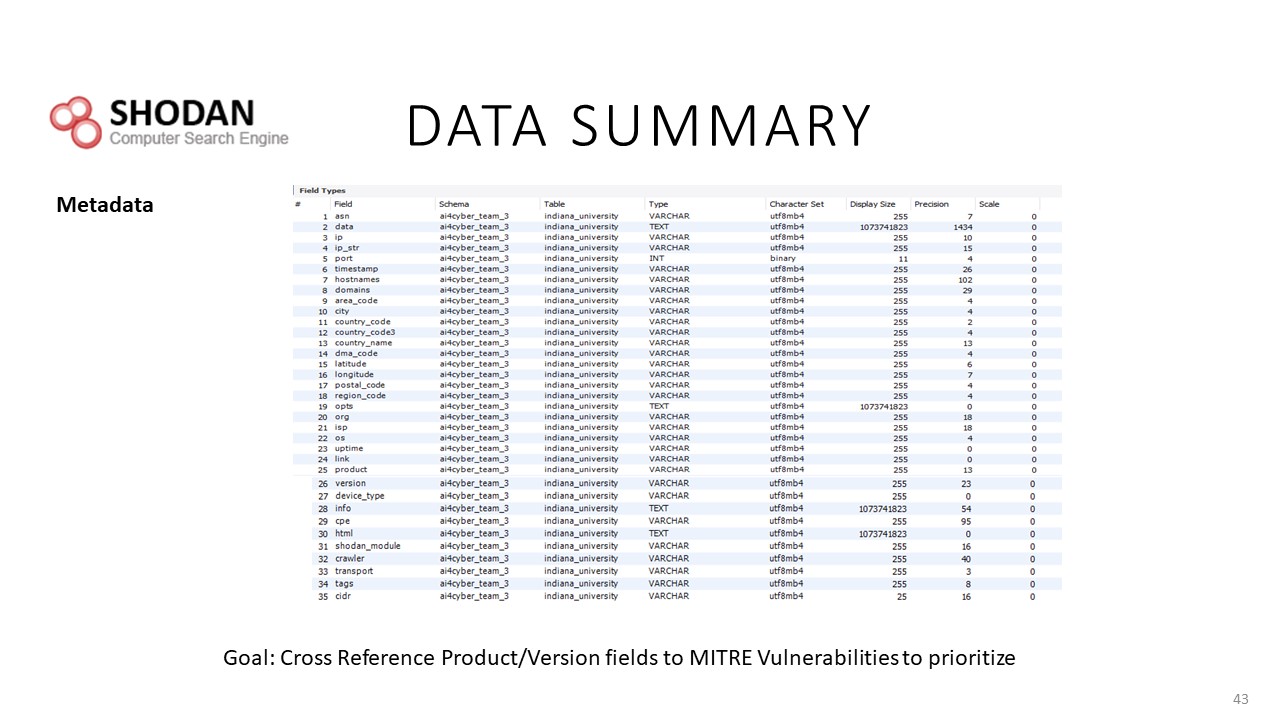 SHODAN
Computer Search Engine
DATA SUMMARY
Metadata
Field Types
# Field Schema Table Type Character Set Display Size Precision Scale
1 asn ai4cyber_team_3 indiana_university VARCHAR utf8mb4 255 7 0
2 data ai4cyber_team_3 indiana_university TEXT utf8mb4 1073741823 1434 0
3 ip ai4cyber_team_3 indiana_university VARCHAR utf8mb4 255 10 0
4 ip_str ai4cyber_team_3 indiana_university VARCHAR utf8mb4 255 15 0
5 port ai4cyber_team_3 indiana_university INT binary 11 4 0
6 timestamp ai4cyber_team_3 indiana_university VARCHAR utf8mb4 255 26 0
7 hostnames ai4cyber_team_3 indiana_university VARCHAR utf8mb4 255 102 0
8 domains ai4cyber_team_3 indiana_university VARCHAR utf8mb4 255 29 0
9 area_code ai4cyber_team_3 indiana_university VARCHAR utf8mb4 255 4 0
10 city ai4cyber_team_3 indiana_university VARCHAR utf8mb4 255 4 0
11 country_code ai4cyber_team_3 indiana_university VARCHAR utf8mb4 255 2 0
12 country_code3 ai4cyber_team_3 indiana_university VARCHAR utf8mb4 255 4 0
13 country_name ai4cyber_team_3 indiana_university VARCHAR utf8mb4 255 13 0
14 dma_code ai4cyber_team_3 indiana_university VARCHAR utf8mb4 255 4 0
15 latitude ai4cyber_team_3 indiana_university VARCHAR utf8mb4 255 6 0
16 longitude ai4cyber_team_3 indiana_university VARCHAR utf8mb4 255 7 0
17 postal_code ai4cyber_team_3 indiana_university VARCHAR utf8mb4 255 4 0
18 region_code ai4cyber_team_3 indiana_university VARCHAR utf8mb4 255 4 0
19 opts ai4cyber_team_3 indiana_university TEXT utf8mb4 1073741823 0 0
20 org ai4cyber_team_3 indiana_university VARCHAR utf8mb4 255 18 0
21 isp ai4cyber_team_3 indiana_university VARCHAR utf8mb4 255 18 0
22 os ai4cyber_team_3 indiana_university VARCHAR utf8mb4 255 4 0
23 uptime ai4cyber_team_3 indiana_university VARCHAR utf8mb4 255 0 0
24 link ai4cyber_team_3 indiana_university VARCHAR utf8mb4 255 0 0
25 product ai4cyber_team_3 indiana_university VARCHAR utf8mb4 255 13 0
26 version ai4cyber_team_3 indiana_university VARCHAR utf8mb4 255 23 0
27 device_type ai4cyber_team_3 indiana_university VARCHAR utf8mb4 255 0 0
28 info ai4cyber_team_3 indiana_university TEXT utf8mb4 1073741823 54 0
29 cpe ai4cyber_team_3 indiana_university VARCHAR utf8mb4 255 95 0
30 html ai4cyber_team_3 indiana_university TEXT utf8mb4 1073741823 0 0
31 shodan_module ai4cyber_team_3 indiana_university VARCHAR utf8mb4 255 16 0
32 crawler ai4cyber_team_3 indiana_university VARCHAR utf8mb4 255 40 0
33 transport ai4cyber_team_3 indiana_university VARCHAR utf8mb4 255 3 0
34 tags ai4cyber_team_3 indiana_university VARCHAR utf8mb4 255 8 0
35 cidr ai4cyber_team_3 indiana_university VARCHAR utf8mb4 25 16 0
Goal: Cross Reference Product/Version fields to MITRE Vulnerabilities to prioritize
43